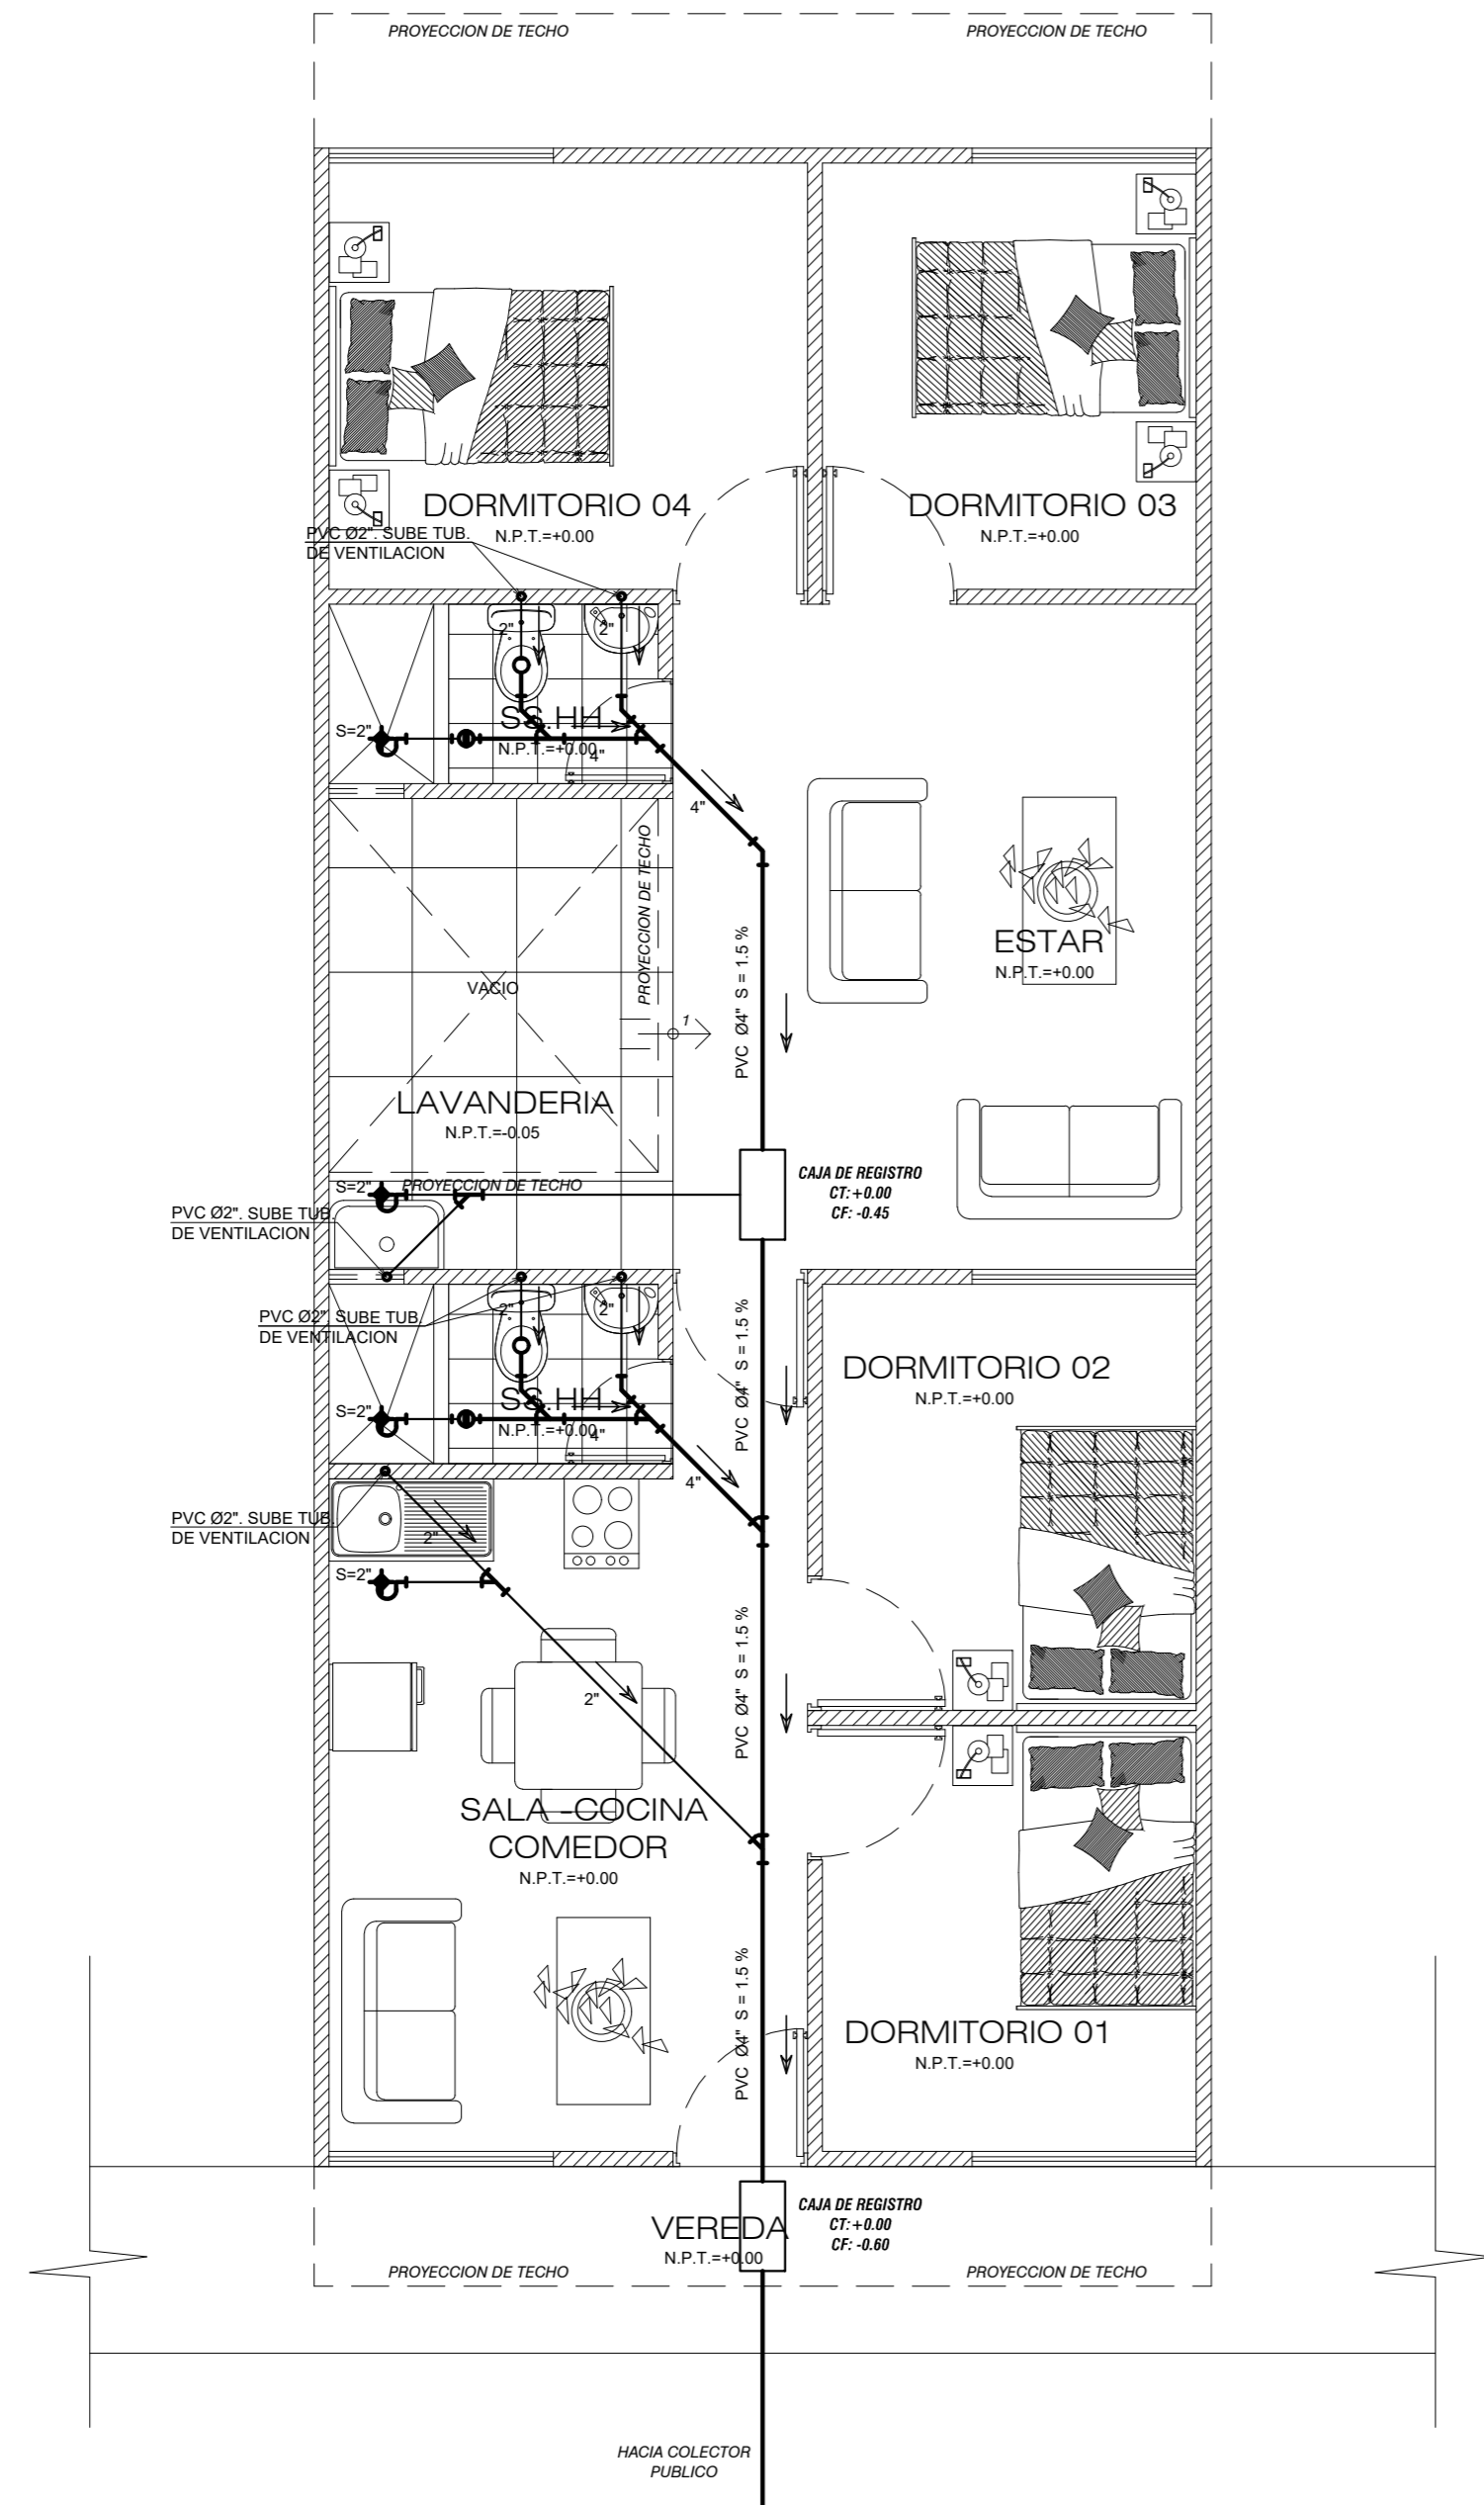 PROYECCION DE TECHO
PROYECCION DE TECHO
DORMITORIO 04
N.P.T.=+0.00
DORMITORIO 03
N.P.T.=+0.00
PVC Ø2". SUBE TUB.
DE VENTILACION
2"
2"
SS.HH
N.P.T.=+0.00
S=2"
4"
4"
PROYECCION DE TECHO
PVC Ø4" S = 1.5 %
ESTAR
N.P.T.=+0.00
VACIO
1
LAVANDERIA
N.P.T.=-0.05
CAJA DE REGISTRO
CT:+0.00
CF: -0.45
S=2"
PROYECCION DE TECHO
PVC Ø2". SUBE TUB.
DE VENTILACION
PVC Ø2". SUBE TUB.
DE VENTILACION
2"
2"
PVC Ø4" S = 1.5 %
DORMITORIO 02
N.P.T.=+0.00
SS.HH
N.P.T.=+0.00
S=2"
4"
4"
PVC Ø2". SUBE TUB.
DE VENTILACION
2"
S=2"
PVC Ø4" S = 1.5 %
2"
SALA -COCINA
COMEDOR
N.P.T.=+0.00
PVC Ø4" S = 1.5 %
DORMITORIO 01
N.P.T.=+0.00
CAJA DE REGISTRO
CT:+0.00
CF: -0.60
VEREDA
N.P.T.=+0.00
PROYECCION DE TECHO
PROYECCION DE TECHO
HACIA COLECTOR
PUBLICO